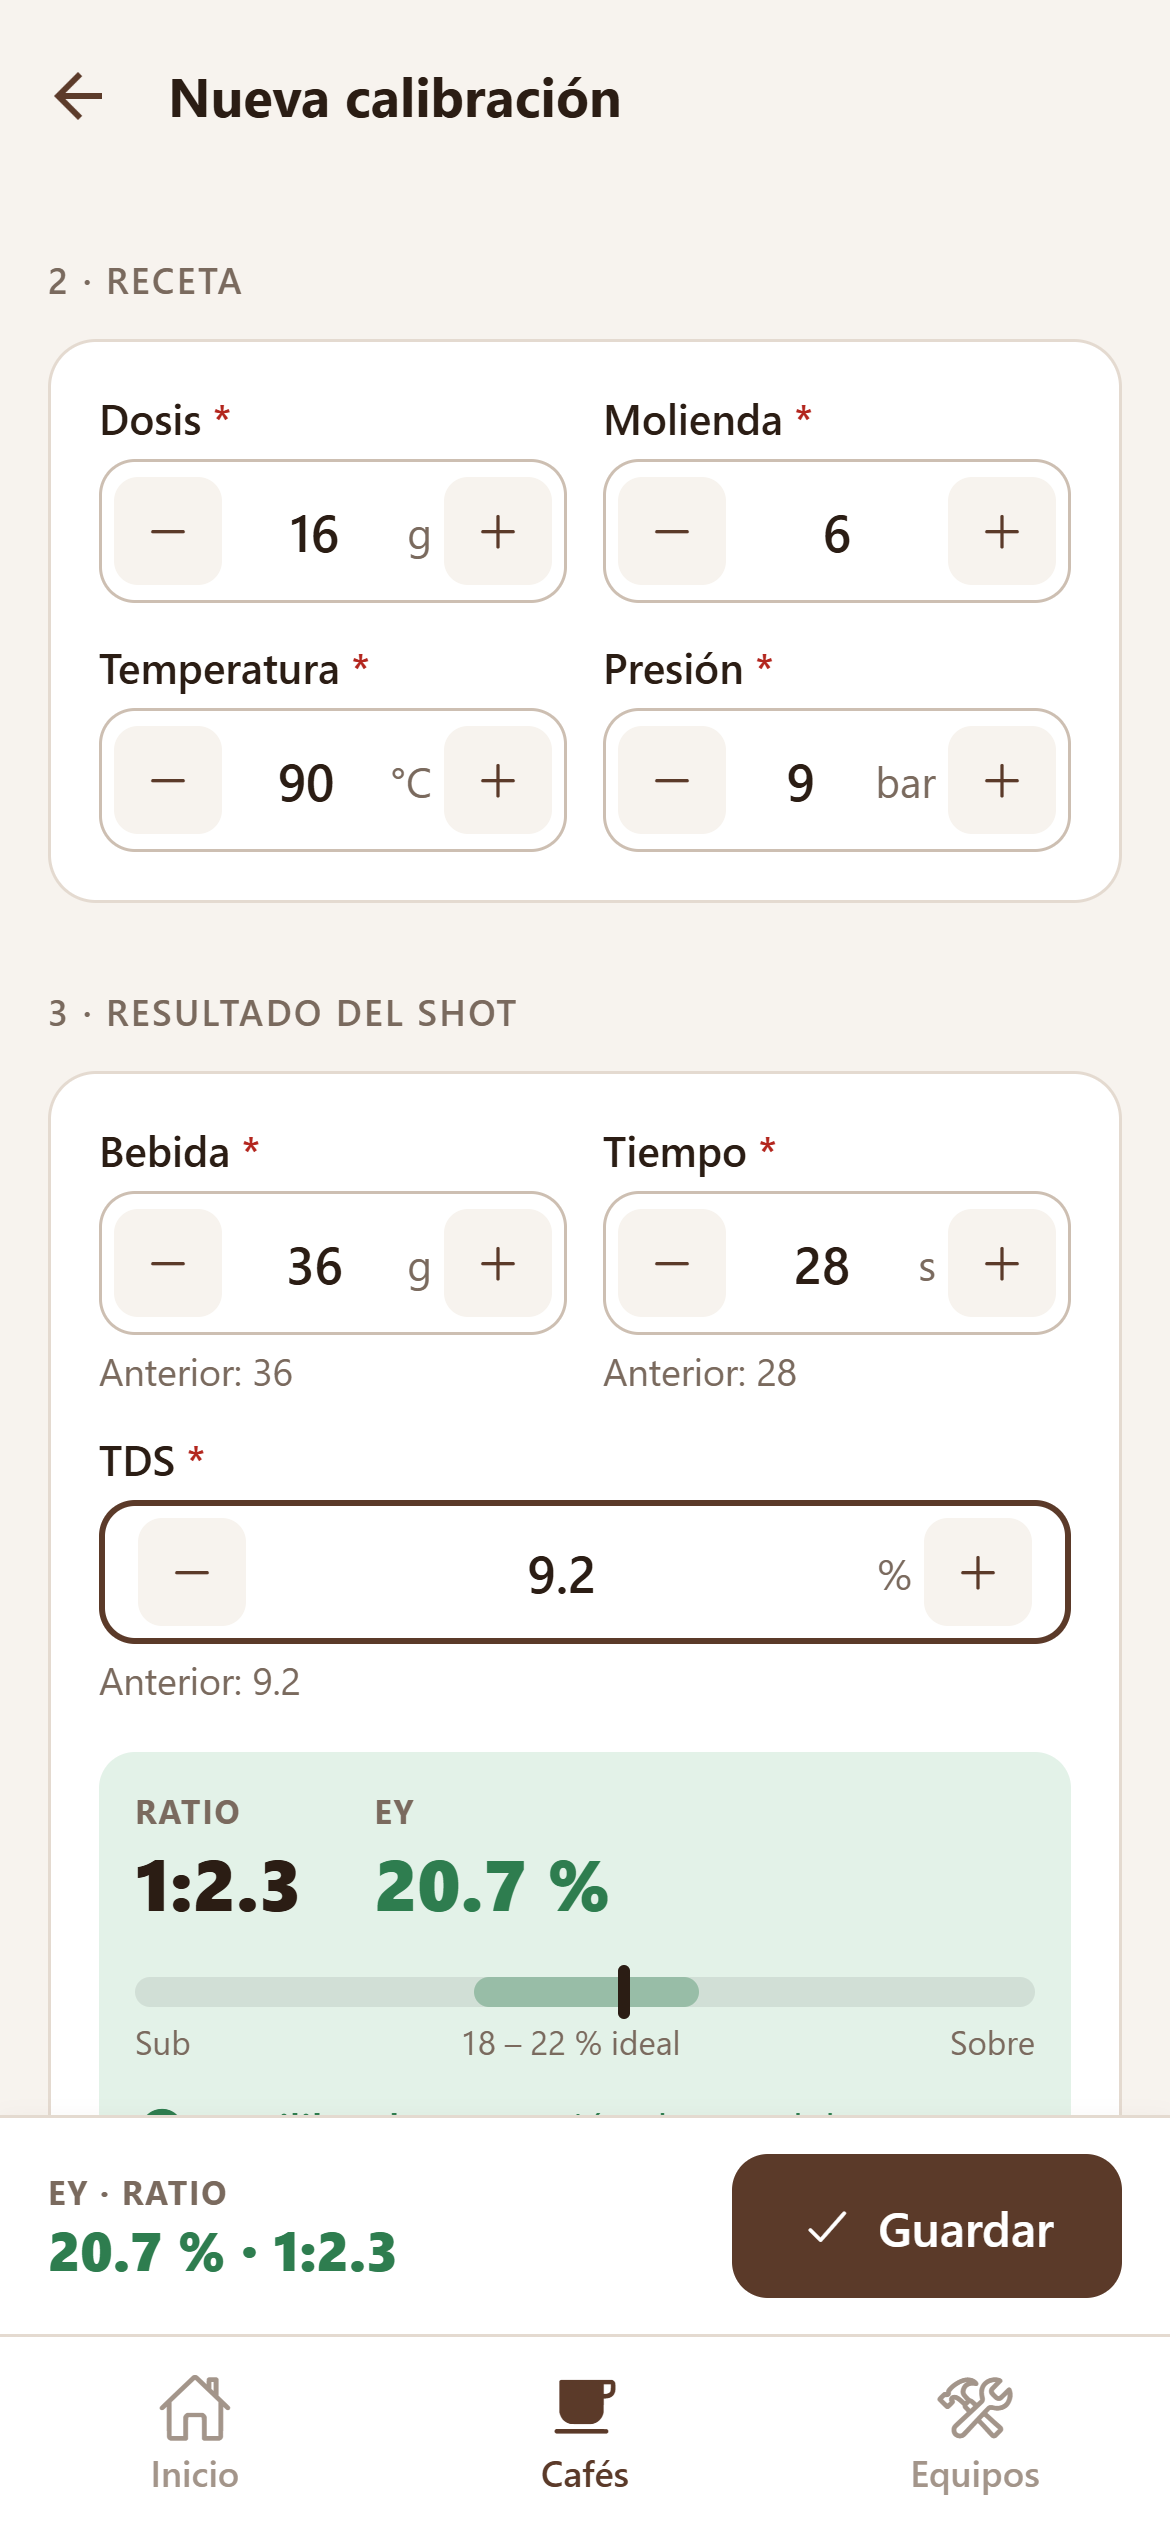 Nueva calibración
2 · RECETA
Dosis * Molienda *
16 g 6
Temperatura * Presión *
90 °C 9 bar
3 · RESULTADO DEL SHOT
Bebida * Tiempo *
36 g 28 s
Anterior: 36 Anterior: 28
TDS *
9.2 %
Anterior: 9.2
RATIO EY
1:2.3 20.7 %
Sub 18 – 22 % ideal Sobre
EY · RATIO
20.7 % · 1:2.3
Guardar
Inicio Cafés Equipos